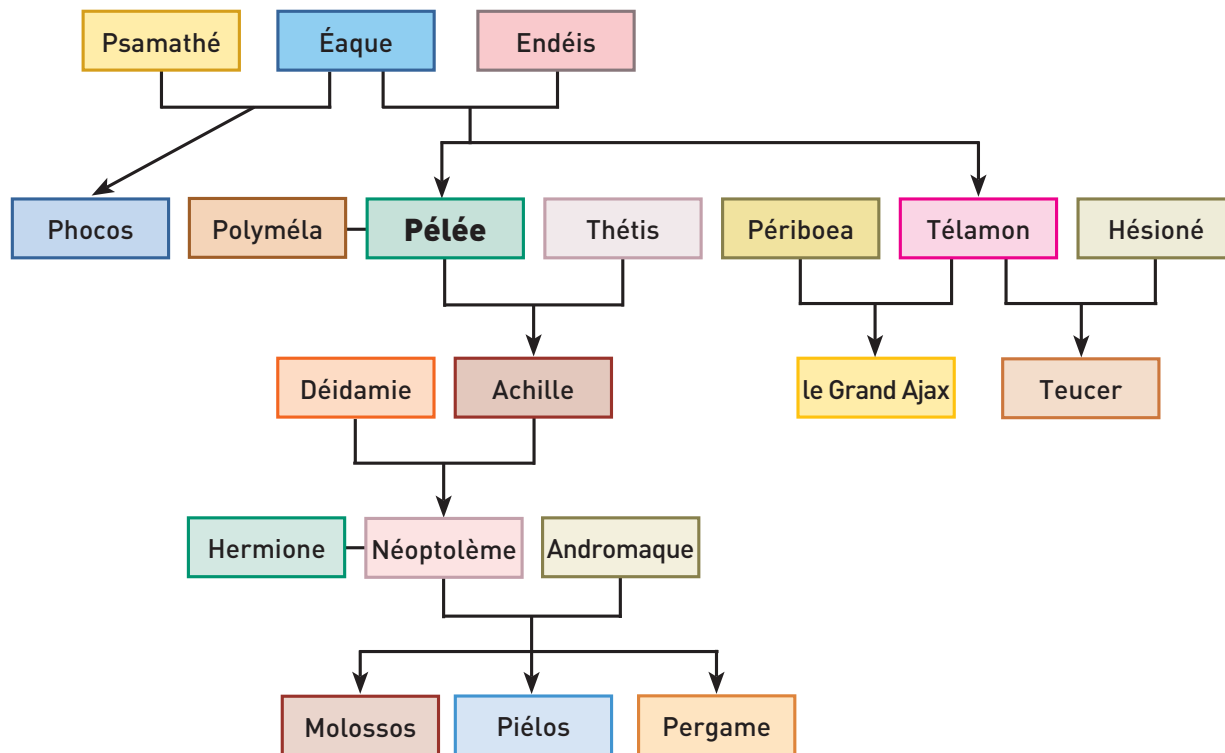 Psamathé
Éaque
Endéis
Phocos
Polyméla
Pélée
Thétis
Périboea
Télamon
Hésioné
Déidamie
Achille
le Grand Ajax
Teucer
Hermione
Néoptolème
Andromaque
Molossos
Piélos
Pergame